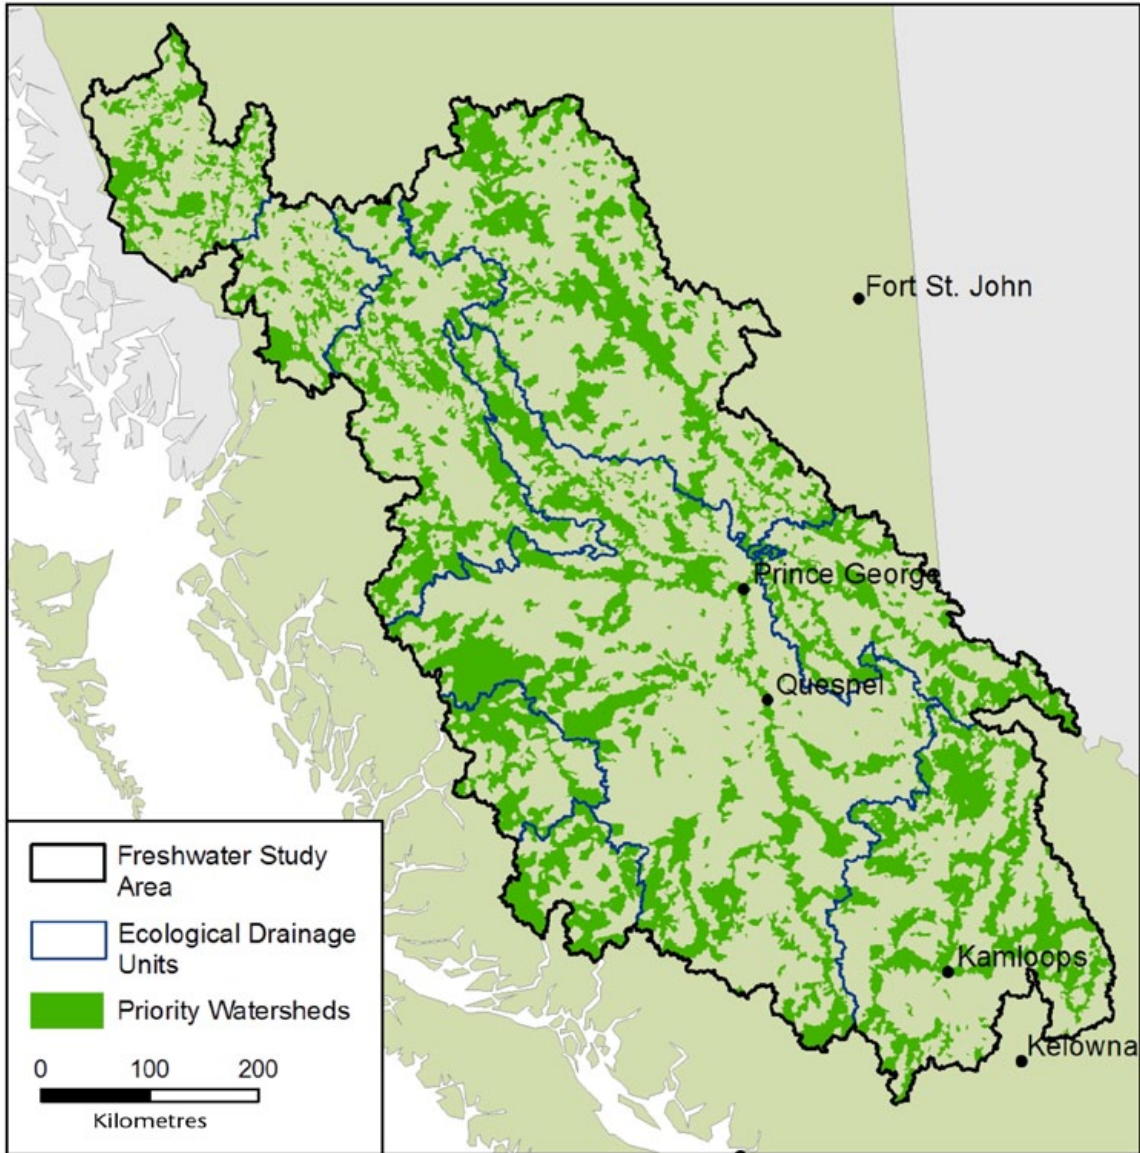 Fort St. John
Prince George
Quesnel
Kamloops
Kelowna
Freshwater Study
Area
Ecological Drainage
Units
Priority Watersheds
0 100 200
Kilometres